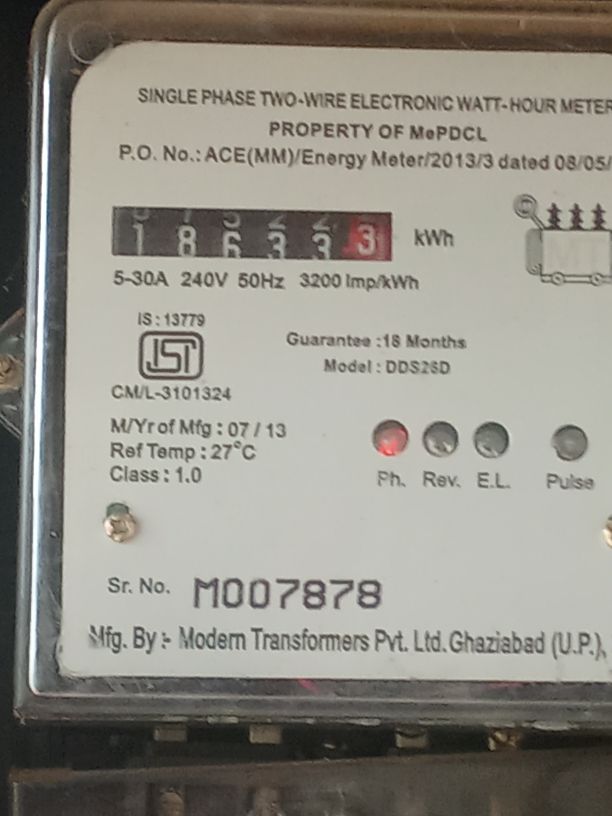 SINGLE PHASE TWO-WIRE ELECTRONIC WATT-HOUR METER
PROPERTY OF MePDCL
P.O. No.: ACE(MM)/Energy Meter/2013/3 dated 08/05/
186333 kWh
5-30A 240V 50Hz 3200 Imp/kWh
IS : 13779
ISI
Guarantee :18 Months
Model : DDS26D
CM/L-3101324
M/Yr of Mfg : 07 / 13
Ref Temp : 27°C
Class : 1.0
Ph. Rev. E.L. Pulse
Sr. No. M007878
Mfg. By :- Modern Transformers Pvt. Ltd. Ghaziabad (U.P.),